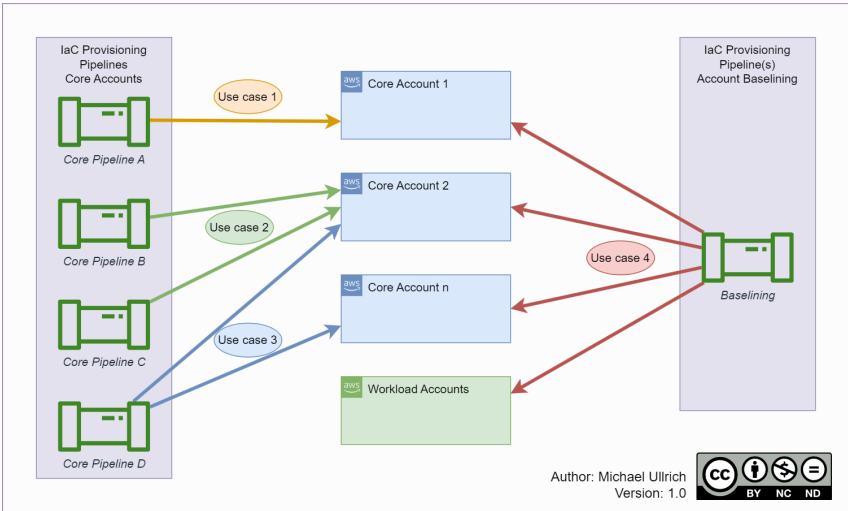 IaC Provisioning
Pipelines
Core Accounts
Core Pipeline A
Core Pipeline B
Core Pipeline C
Core Pipeline D
Use case 1
Use case 2
Use case 3
aws
Core Account 1
aws
Core Account 2
aws
Core Account n
aws
Workload Accounts
Use case 4
IaC Provisioning
Pipeline(s)
Account Baselining
Baselining
Author: Michael Ullrich
Version: 1.0
cc
BY NC ND